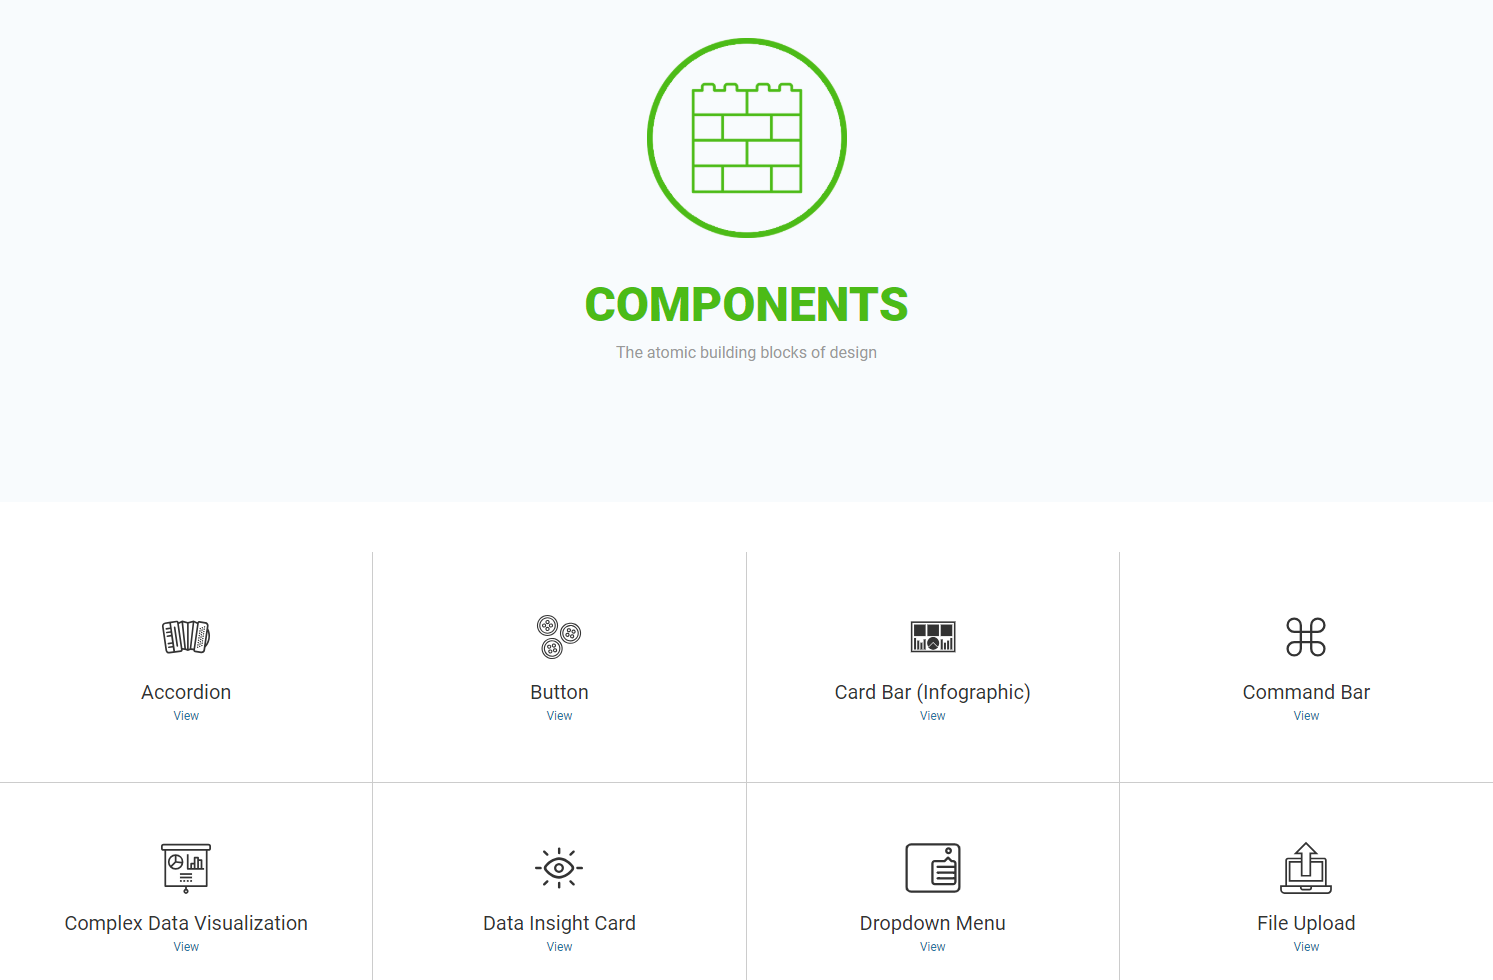 COMPONENTS
The atomic building blocks of design
Accordion
View
Button
View
Card Bar (Infographic)
View
Command Bar
View
Complex Data Visualization
View
Data Insight Card
View
Dropdown Menu
View
File Upload
View